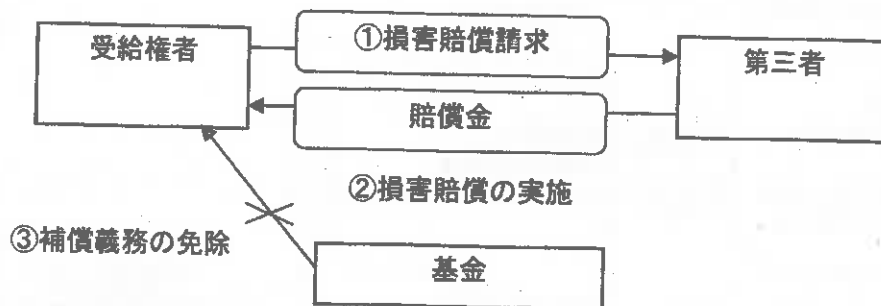 受給権者
①損害賠償請求
第三者
賠償金
②損害賠償の実施
③補償義務の免除
基金